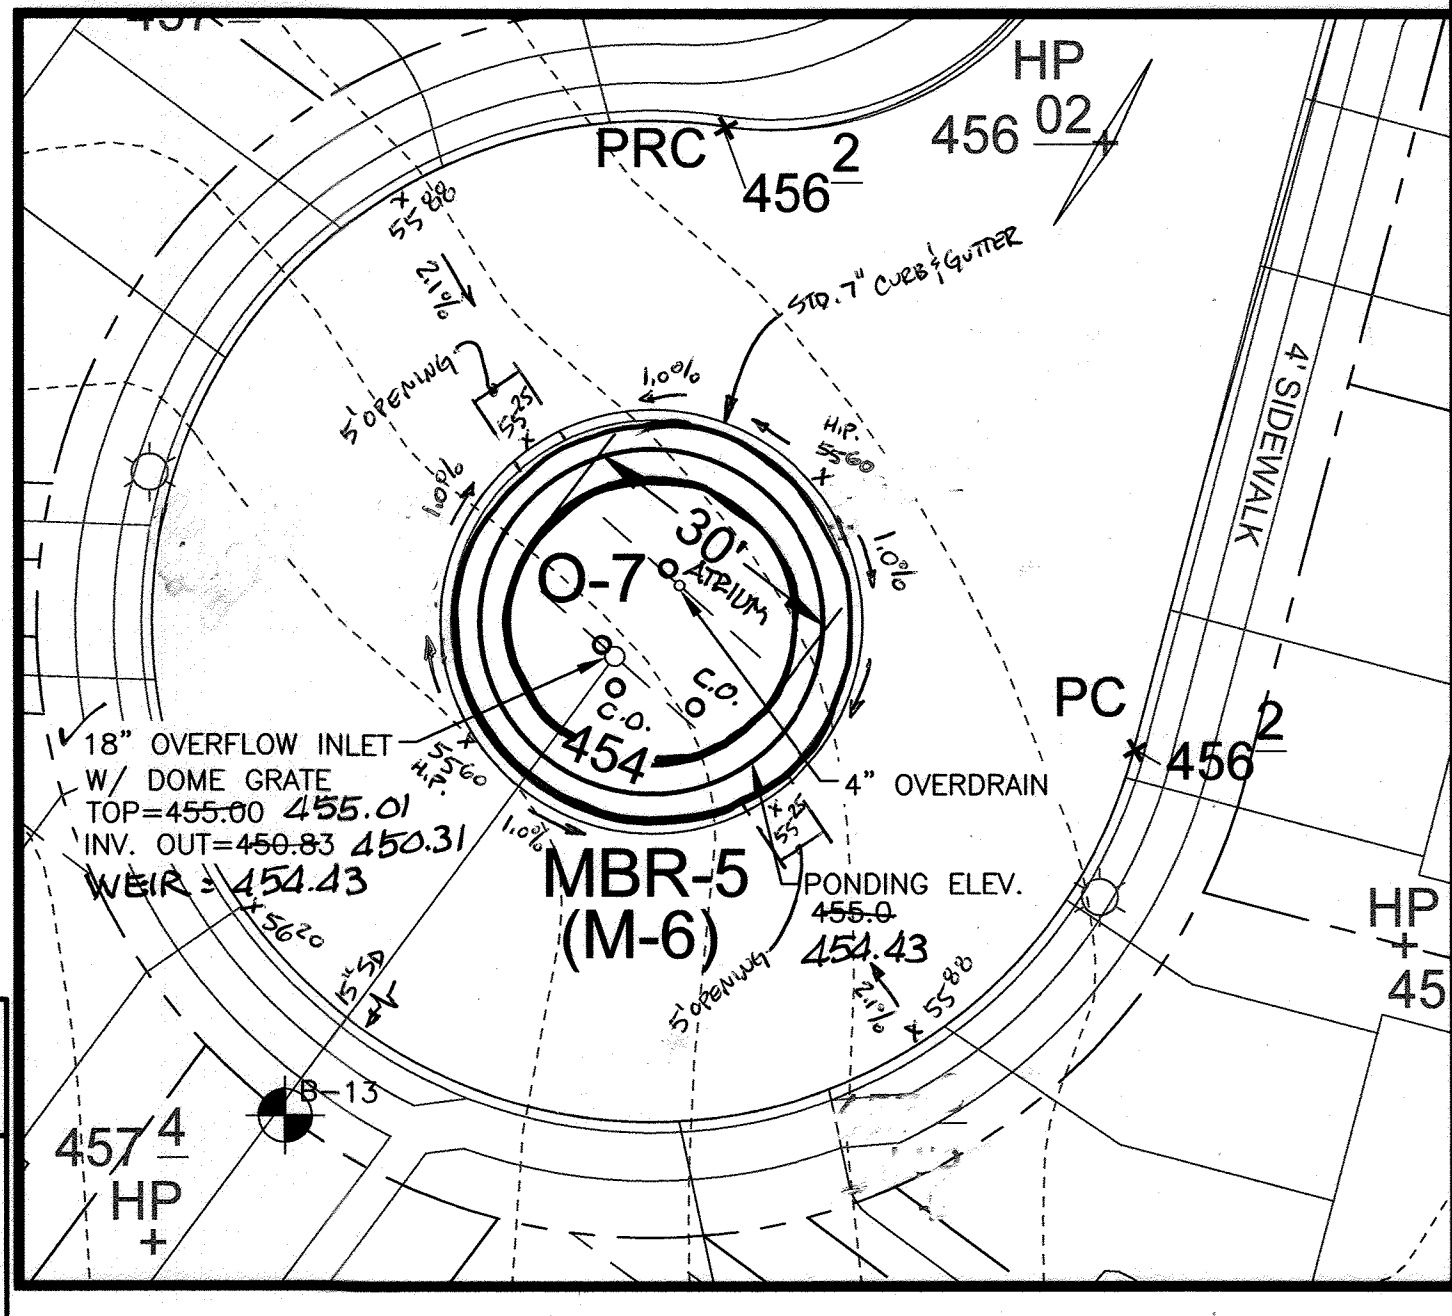 HP
456 02
PRC
456 2
55 88
2.1%
STD. 7" CURB & GUTTER
5' OPENING
1.0%
55 25
H.P.
55 60
4' SIDEWALK
1.0%
1.0%
30'
O-7
ATRIUM
C.O.
C.O.
PC
456 2
454
18" OVERFLOW INLET
W/ DOME GRATE
TOP=455.00 455.01
INV. OUT=450.83 450.31
WEIR = 454.43
55 60
H.P.
4" OVERDRAIN
1.0%
55 25
MBR-5
(M-6)
PONDING ELEV.
455.0
454.43
HP
45
56 20
15" SD
5' OPENING
2.1%
55 88
B-13
457 4
HP